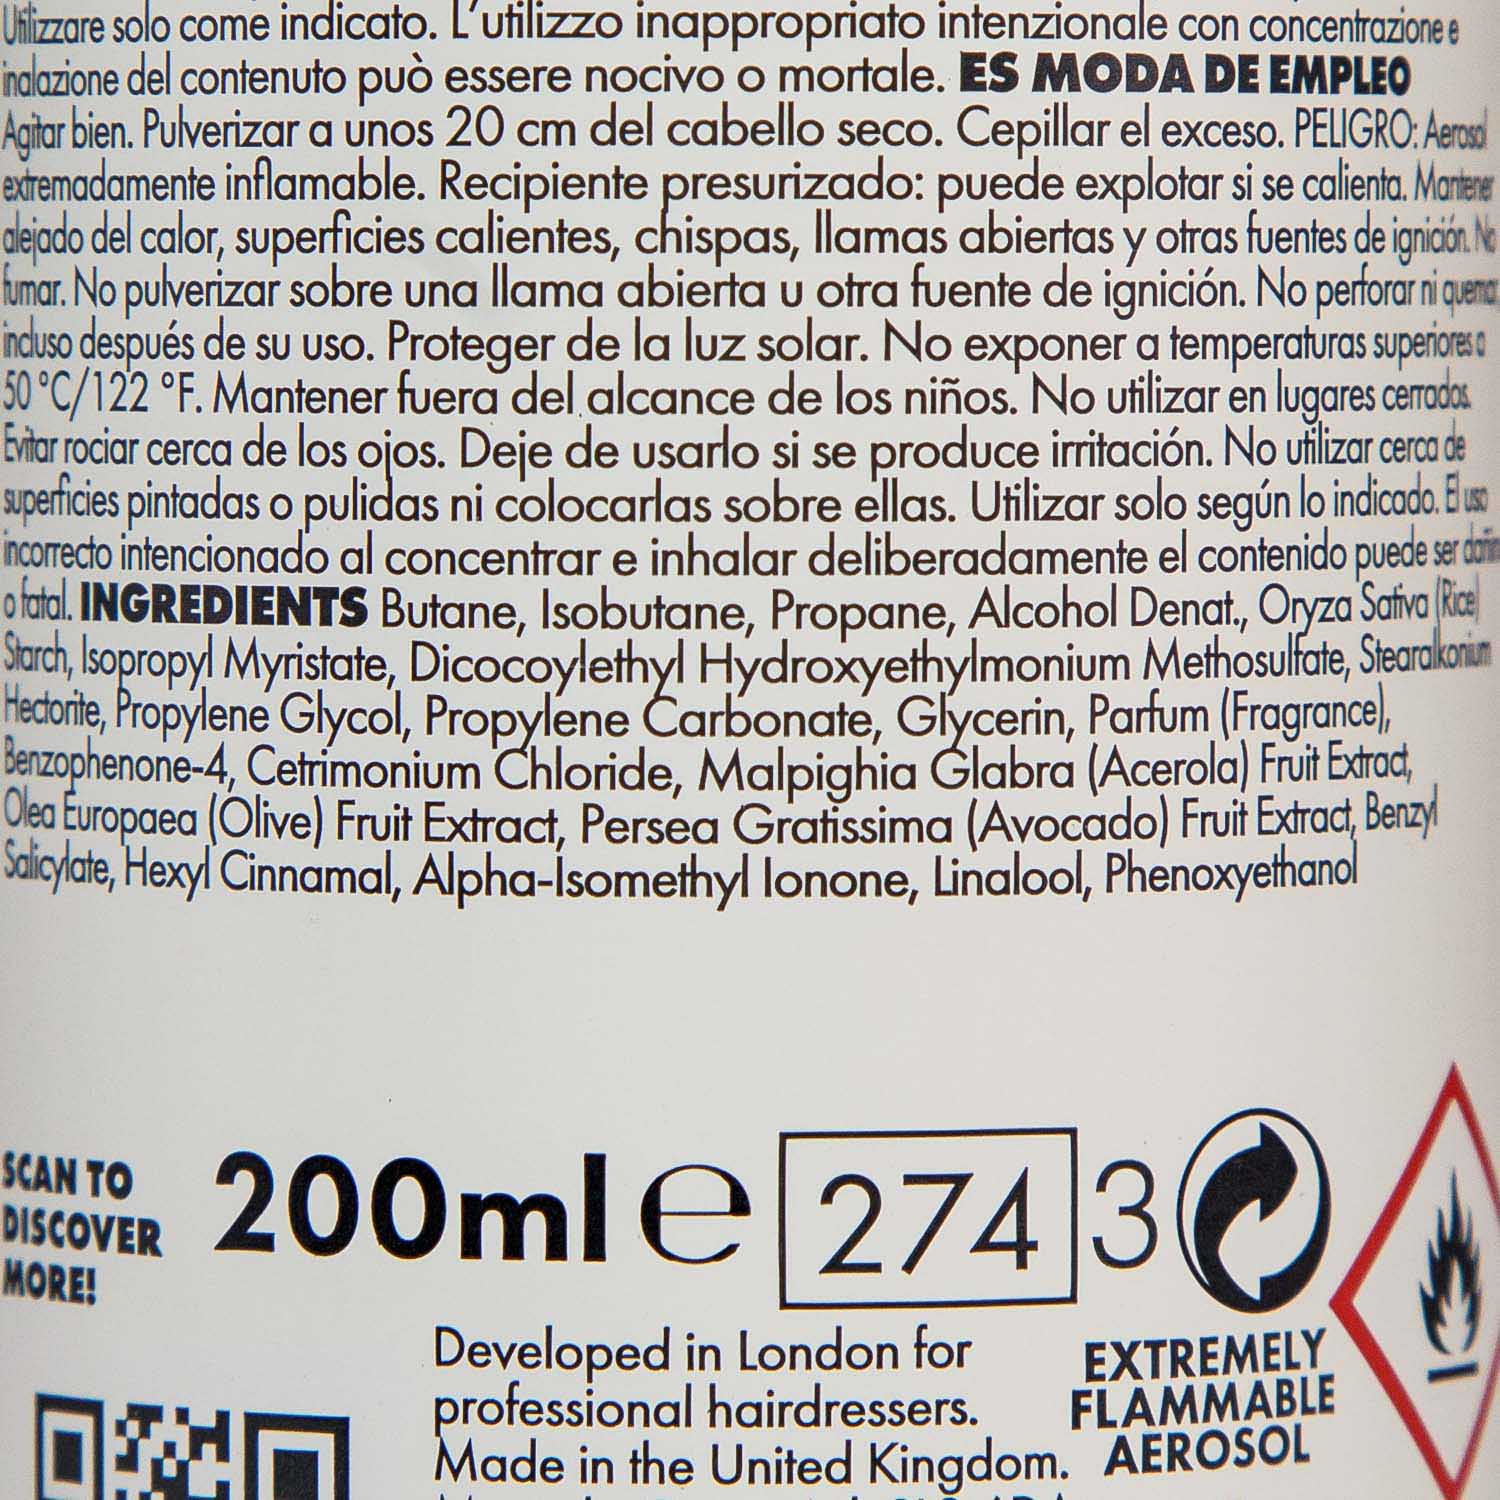 Utilizzare solo come indicato. L'utilizzo inappropriato intenzionale con concentrazione e
inalazione del contenuto può essere nocivo o mortale. ES MODA DE EMPLEO
Agitar bien. Pulverizar a unos 20 cm del cabello seco. Cepillar el exceso. PELIGRO: Aerosol
extremadamente inflamable. Recipiente presurizado: puede explotar si se calienta. Mantener
alejado del calor, superficies calientes, chispas, llamas abiertas y otras fuentes de ignición. No
fumar. No pulverizar sobre una llama abierta u otra fuente de ignición. No perforar ni quemar
incluso después de su uso. Proteger de la luz solar. No exponer a temperaturas superiores a
50 °C/122 °F. Mantener fuera del alcance de los niños. No utilizar en lugares cerrados.
Evitar rociar cerca de los ojos. Deje de usarlo si se produce irritación. No utilizar cerca de
superficies pintadas o pulidas ni colocarlas sobre ellas. Utilizar solo según lo indicado. El uso
incorrecto intencionado al concentrar e inhalar deliberadamente el contenido puede ser dañin
o fatal. INGREDIENTS Butane, Isobutane, Propane, Alcohol Denat., Oryza Sativa (Rice)
Starch, Isopropyl Myristate, Dicocoylethyl Hydroxyethylmonium Methosulfate, Stearalkonium
Hectorite, Propylene Glycol, Propylene Carbonate, Glycerin, Parfum (Fragrance),
Benzophenone-4, Cetrimonium Chloride, Malpighia Glabra (Acerola) Fruit Extract,
Olea Europaea (Olive) Fruit Extract, Persea Gratissima (Avocado) Fruit Extract, Benzyl
Salicylate, Hexyl Cinnamal, Alpha-Isomethyl Ionone, Linalool, Phenoxyethanol
SCAN TO
DISCOVER
MORE!
200ml e 274 3
Developed in London for
professional hairdressers.
Made in the United Kingdom.
EXTREMELY
FLAMMABLE
AEROSOL